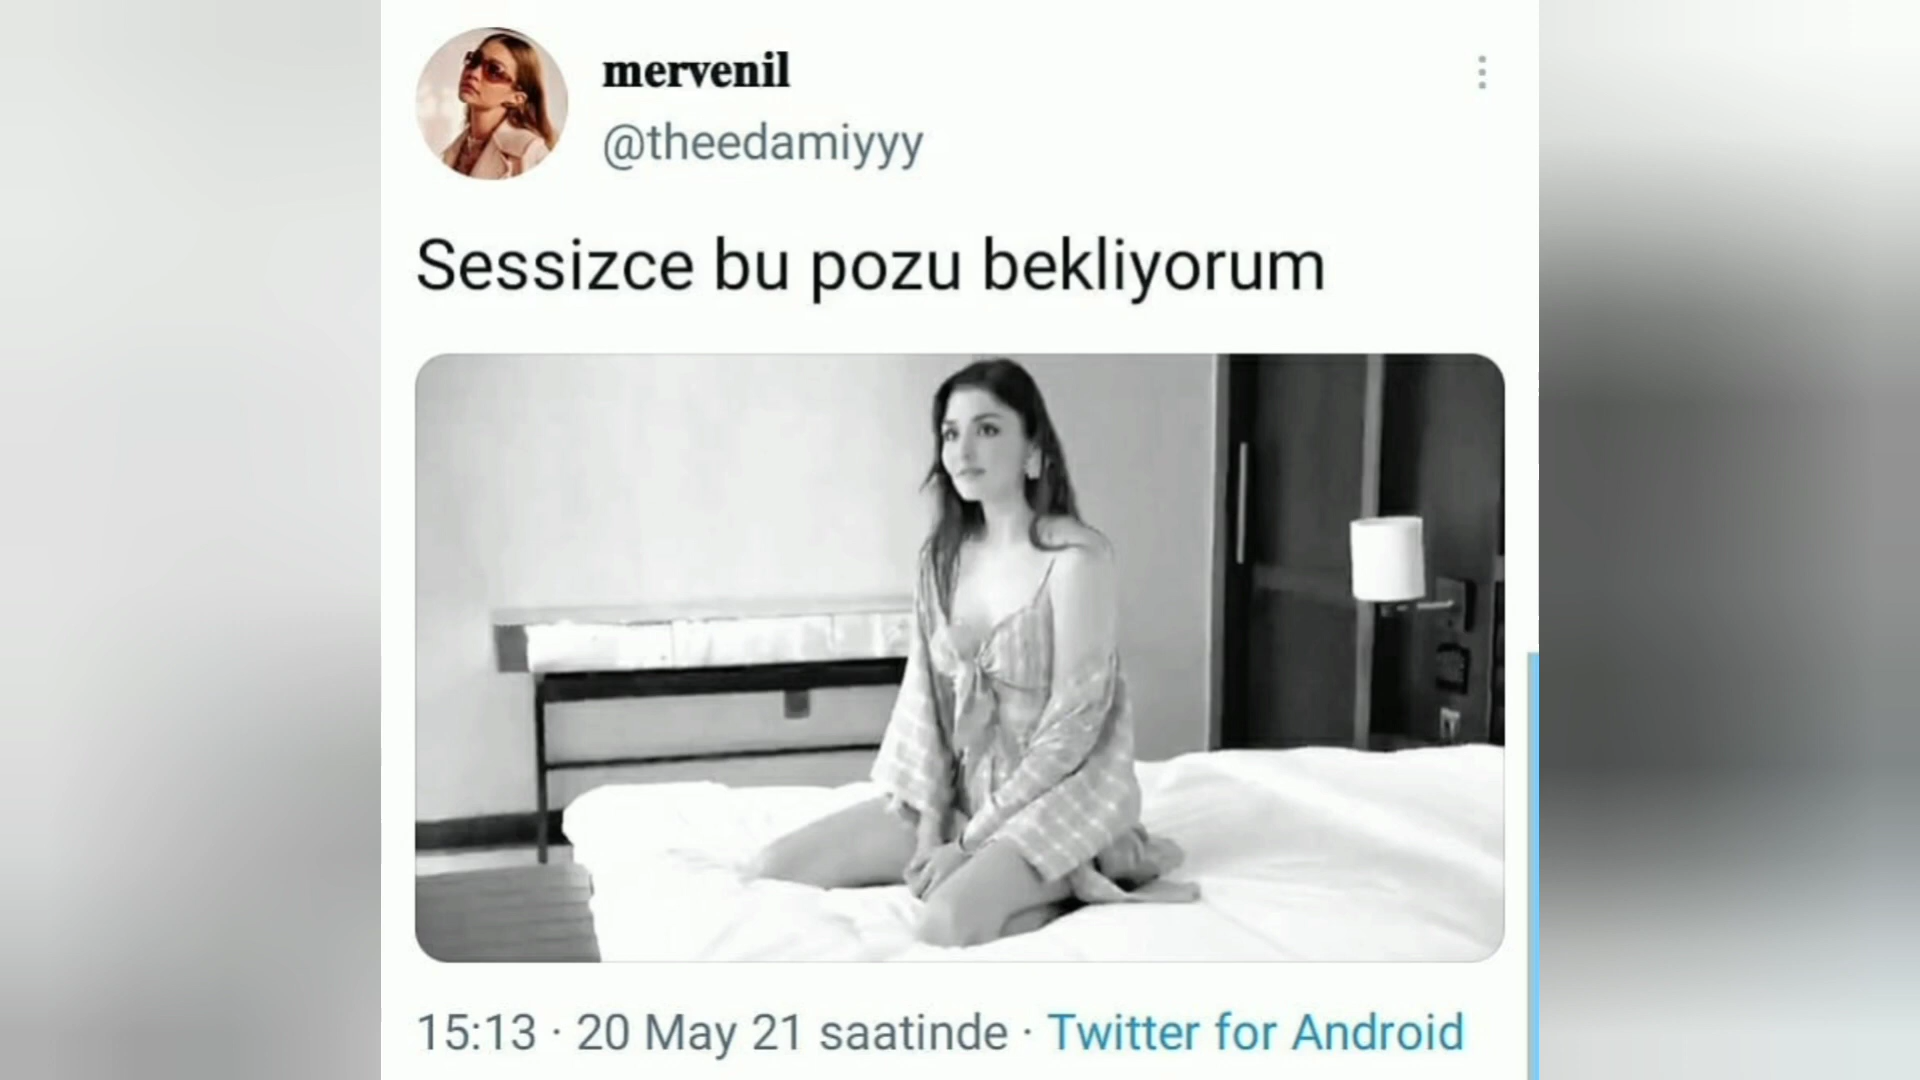 mervenil
@theedamiyyy
Sessizce bu pozu bekliyorum
15:13 · 20 May 21 saatinde · Twitter for Android